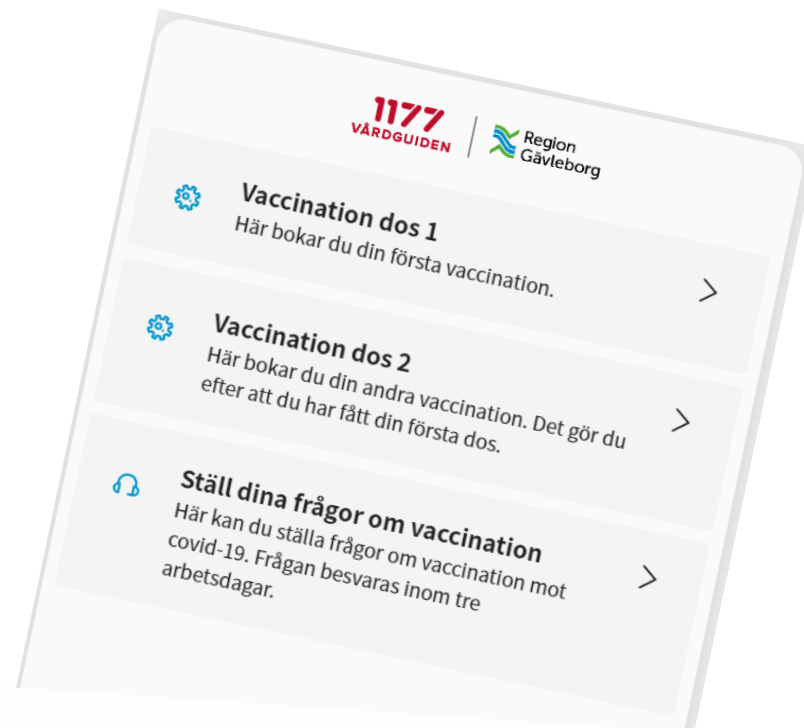 1177
VÅRDGUIDEN
Region
Gävleborg
Vaccination dos 1
Här bokar du din första vaccination.
Vaccination dos 2
Här bokar du din andra vaccination. Det gör du
efter att du har fått din första dos.
Ställ dina frågor om vaccination
Här kan du ställa frågor om vaccination mot
covid-19. Frågan besvaras inom tre
arbetsdagar.